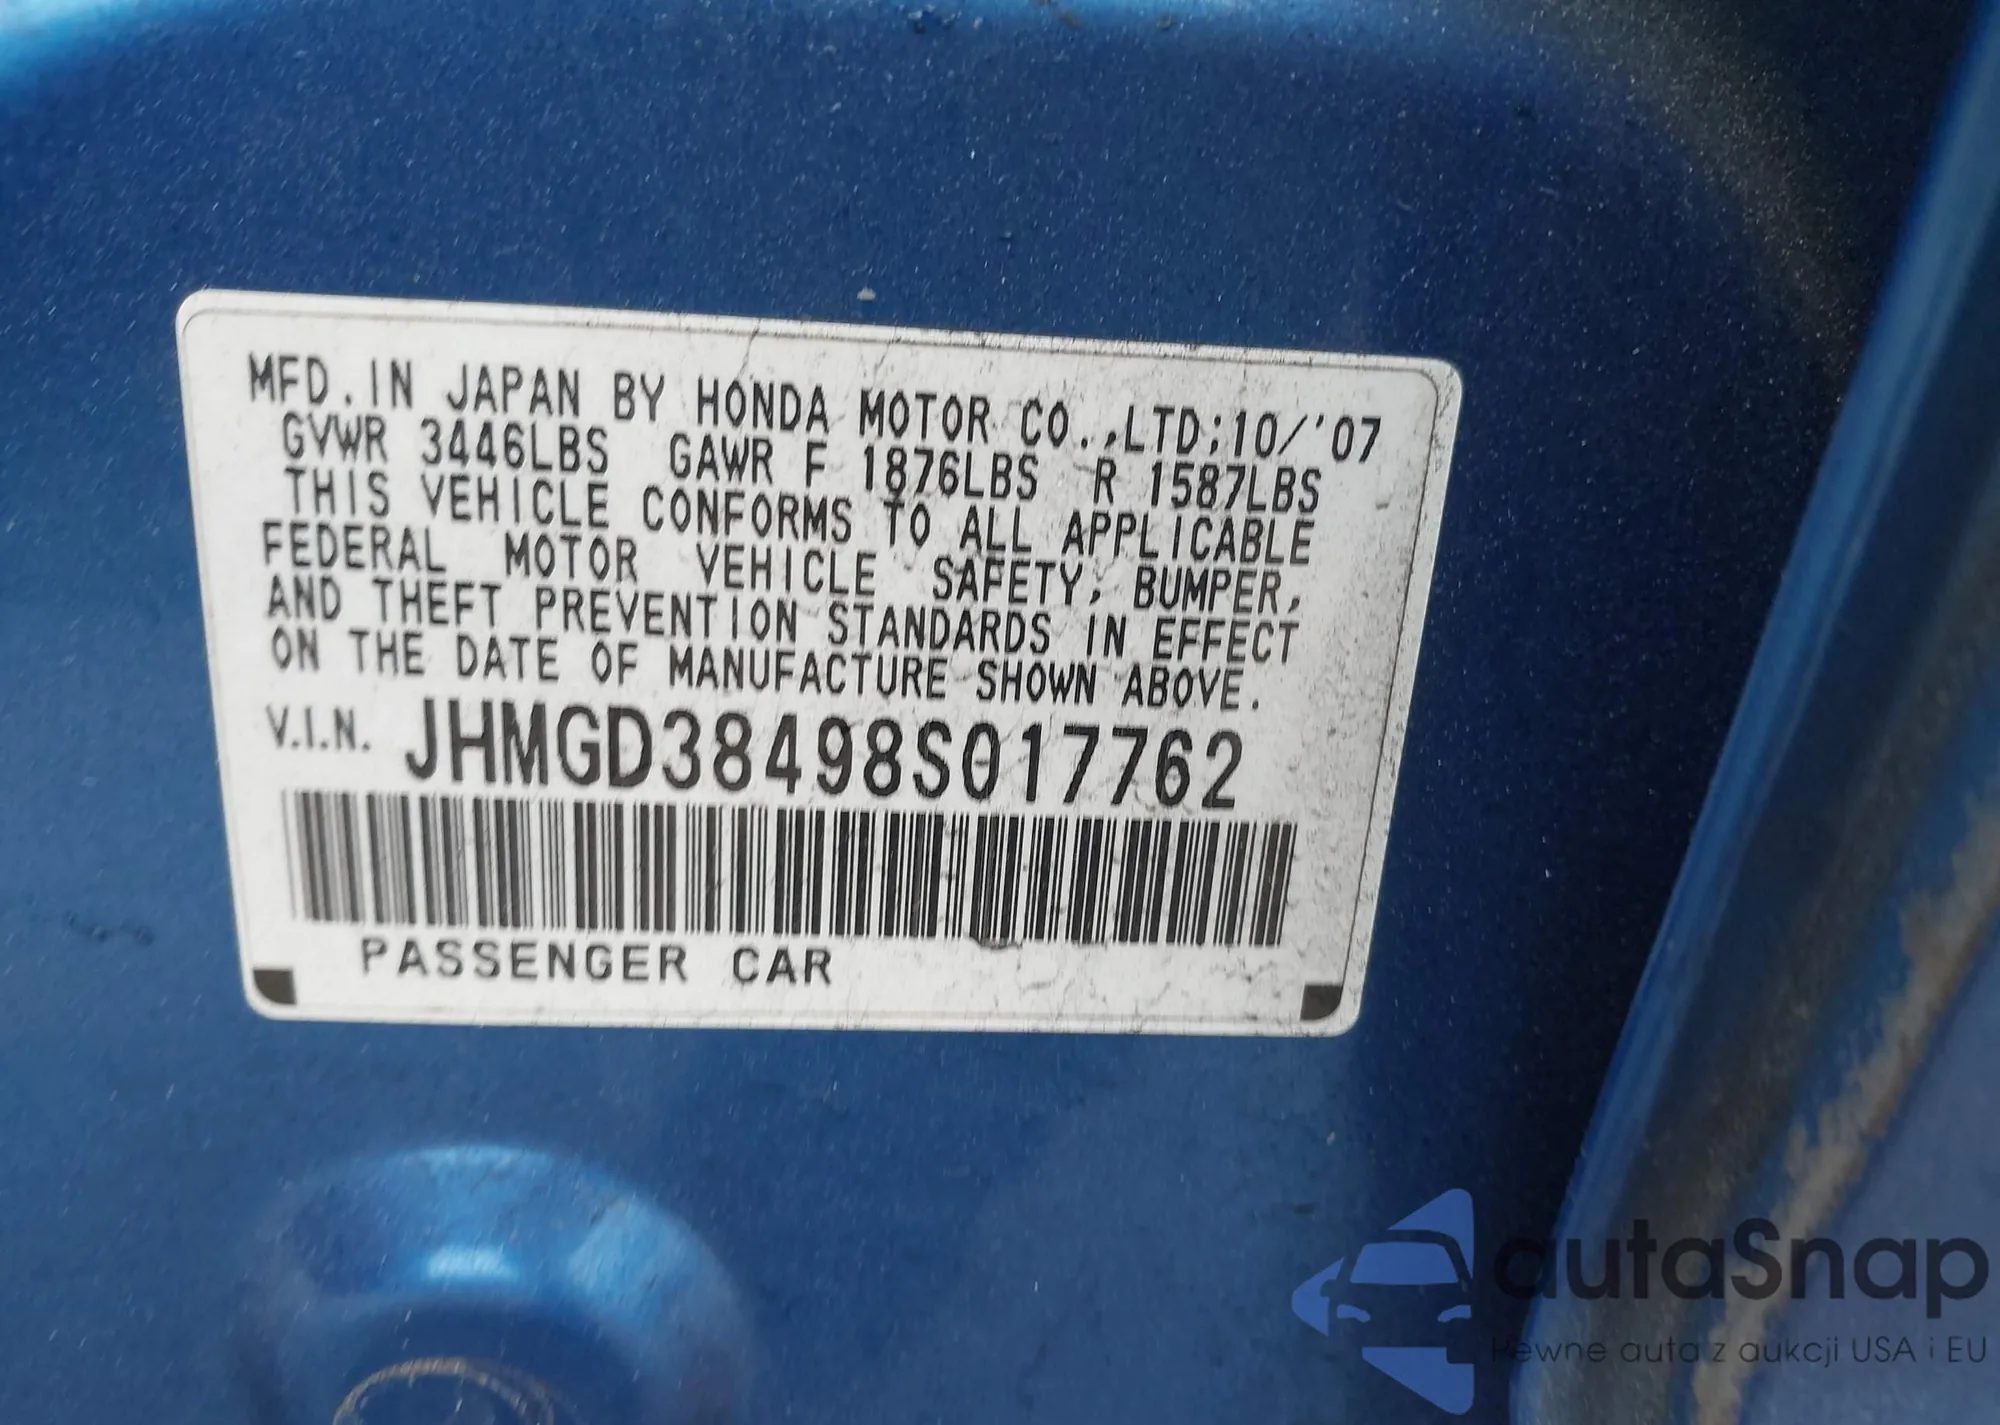 MFD.IN JAPAN BY HONDA MOTOR CO.,LTD;10/'07
GVWR 3446LBS GAWR F 1876LBS R 1587LBS
THIS VEHICLE CONFORMS TO ALL APPLICABLE
FEDERAL MOTOR VEHICLE SAFETY, BUMPER,
AND THEFT PREVENTION STANDARDS IN EFFECT
ON THE DATE OF MANUFACTURE SHOWN ABOVE.
V.I.N. JHMGD38498S017762
PASSENGER CAR
autaSnap
Pewne auta z aukcji USA i EU